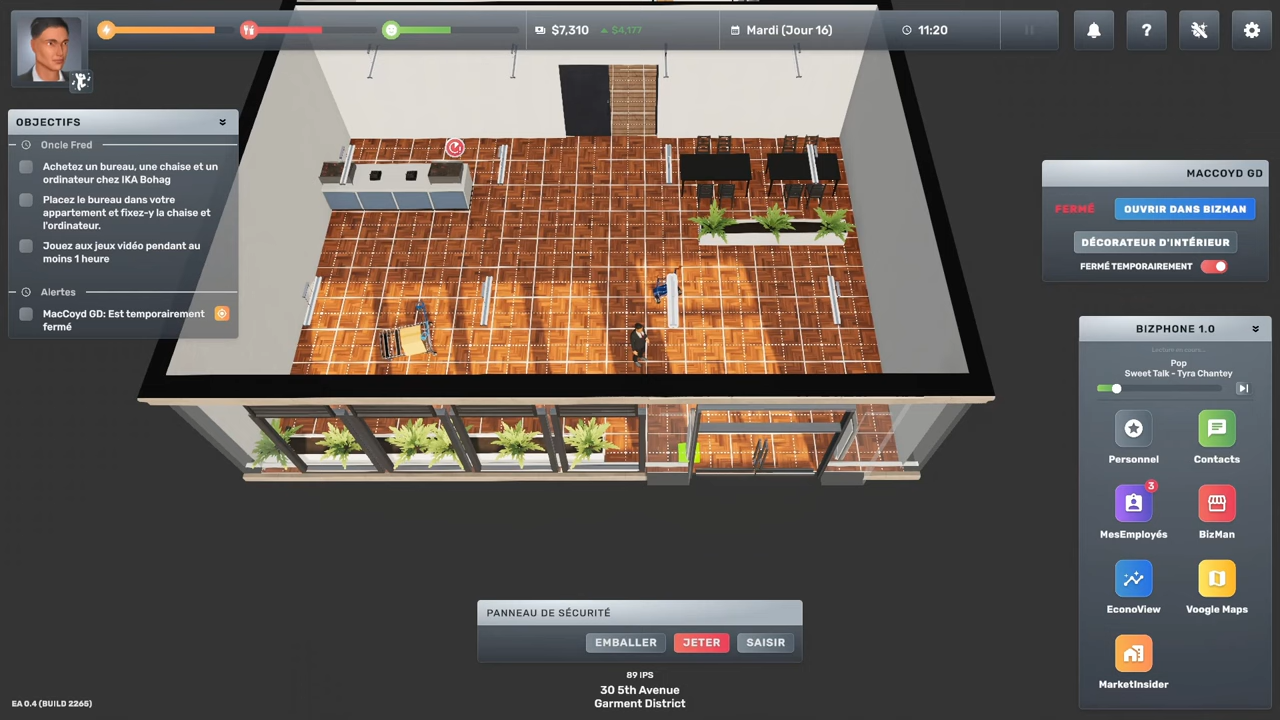 $7,310
$4,177
Mardi (Jour 16)
11:20
OBJECTIFS
Oncle Fred
Achetez un bureau, une chaise et un
ordinateur chez IKA Bohag
Placez le bureau dans votre
appartement et fixez-y la chaise et
l'ordinateur.
Jouez aux jeux vidéo pendant au
moins 1 heure
Alertes
MacCoyd GD: Est temporairement
fermé
MACCOYD GD
FERMÉ
OUVRIR DANS BIZMAN
DÉCORATEUR D'INTÉRIEUR
FERMÉ TEMPORAIREMENT
BIZPHONE 1.0
Lecture en cours...
Pop
Sweet Talk - Tyra Chantey
Personnel
Contacts
3
MesEmployés
BizMan
EconoView
Voogle Maps
MarketInsider
PANNEAU DE SÉCURITÉ
EMBALLER
JETER
SAISIR
89 IPS
30 5th Avenue
Garment District
EA 0.4 (BUILD 2265)